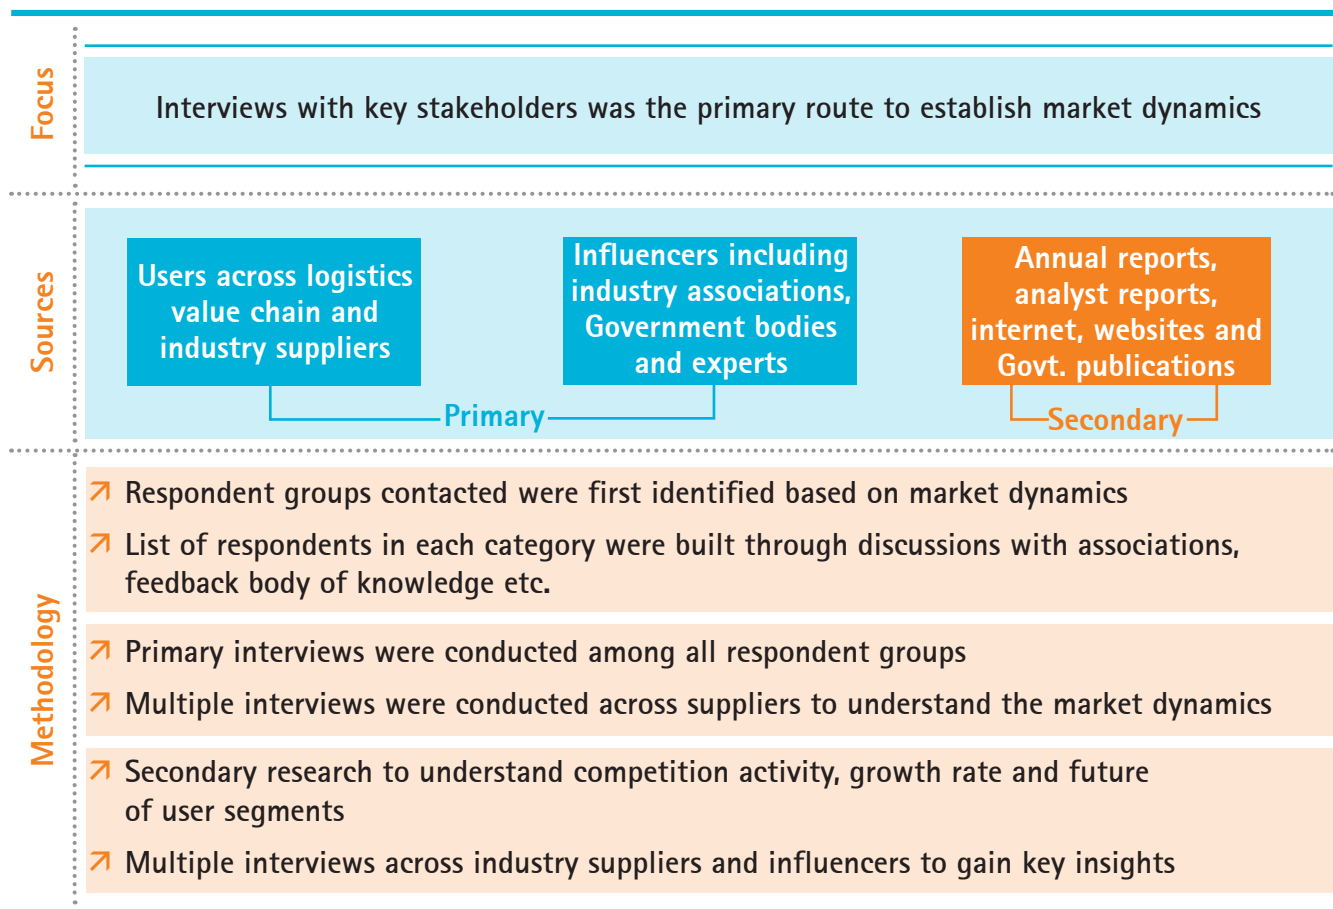 Focus
Interviews with key stakeholders was the primary route to establish market dynamics
Sources
Users across logistics
value chain and
industry suppliers
Influencers including
industry associations,
Government bodies
and experts
Primary
Annual reports,
analyst reports,
internet, websites and
Govt. publications
Secondary
Methodology
Respondent groups contacted were first identified based on market dynamics
List of respondents in each category were built through discussions with associations,
feedback body of knowledge etc.
Primary interviews were conducted among all respondent groups
Multiple interviews were conducted across suppliers to understand the market dynamics
Secondary research to understand competition activity, growth rate and future
of user segments
Multiple interviews across industry suppliers and influencers to gain key insights